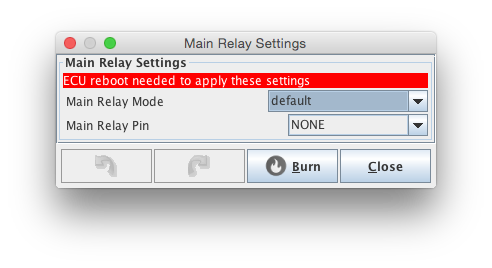 Main Relay Settings
Main Relay Settings
ECU reboot needed to apply these settings
Main Relay Mode default
Main Relay Pin NONE
Burn Close